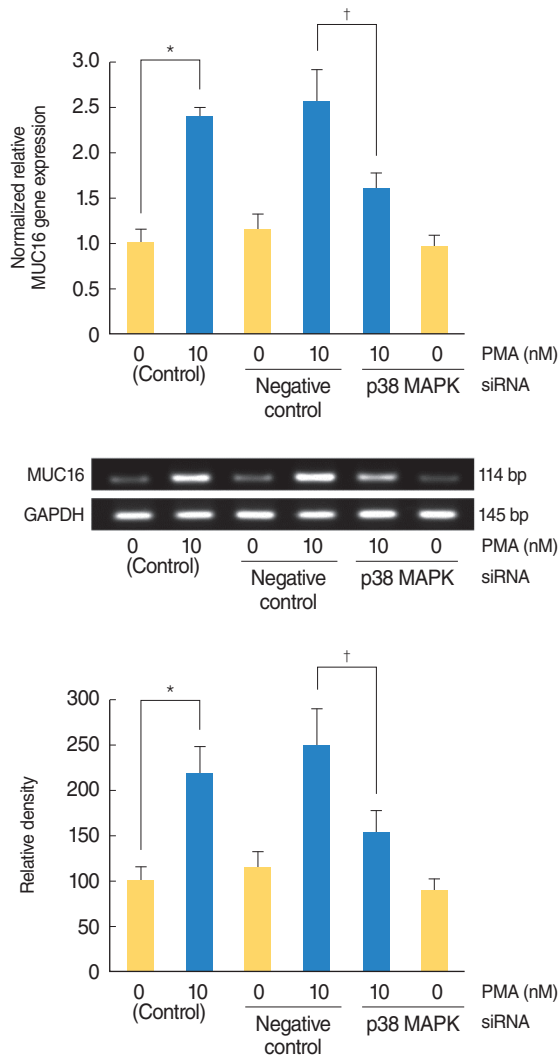 †
*
3.0
2.5
2.0
1.5
1.0
0.5
0
Normalized relative
MUC16 gene expression
0 10 0 10 10 0 PMA (nM)
(Control)
Negative
control
p38 MAPK
siRNA
MUC16 114 bp
GAPDH 145 bp
0 10 0 10 10 0 PMA (nM)
(Control)
Negative
control
p38 MAPK
siRNA
†
*
300
250
200
150
100
50
0
Relative density
0 10 0 10 10 0 PMA (nM)
(Control)
Negative
control
p38 MAPK
siRNA